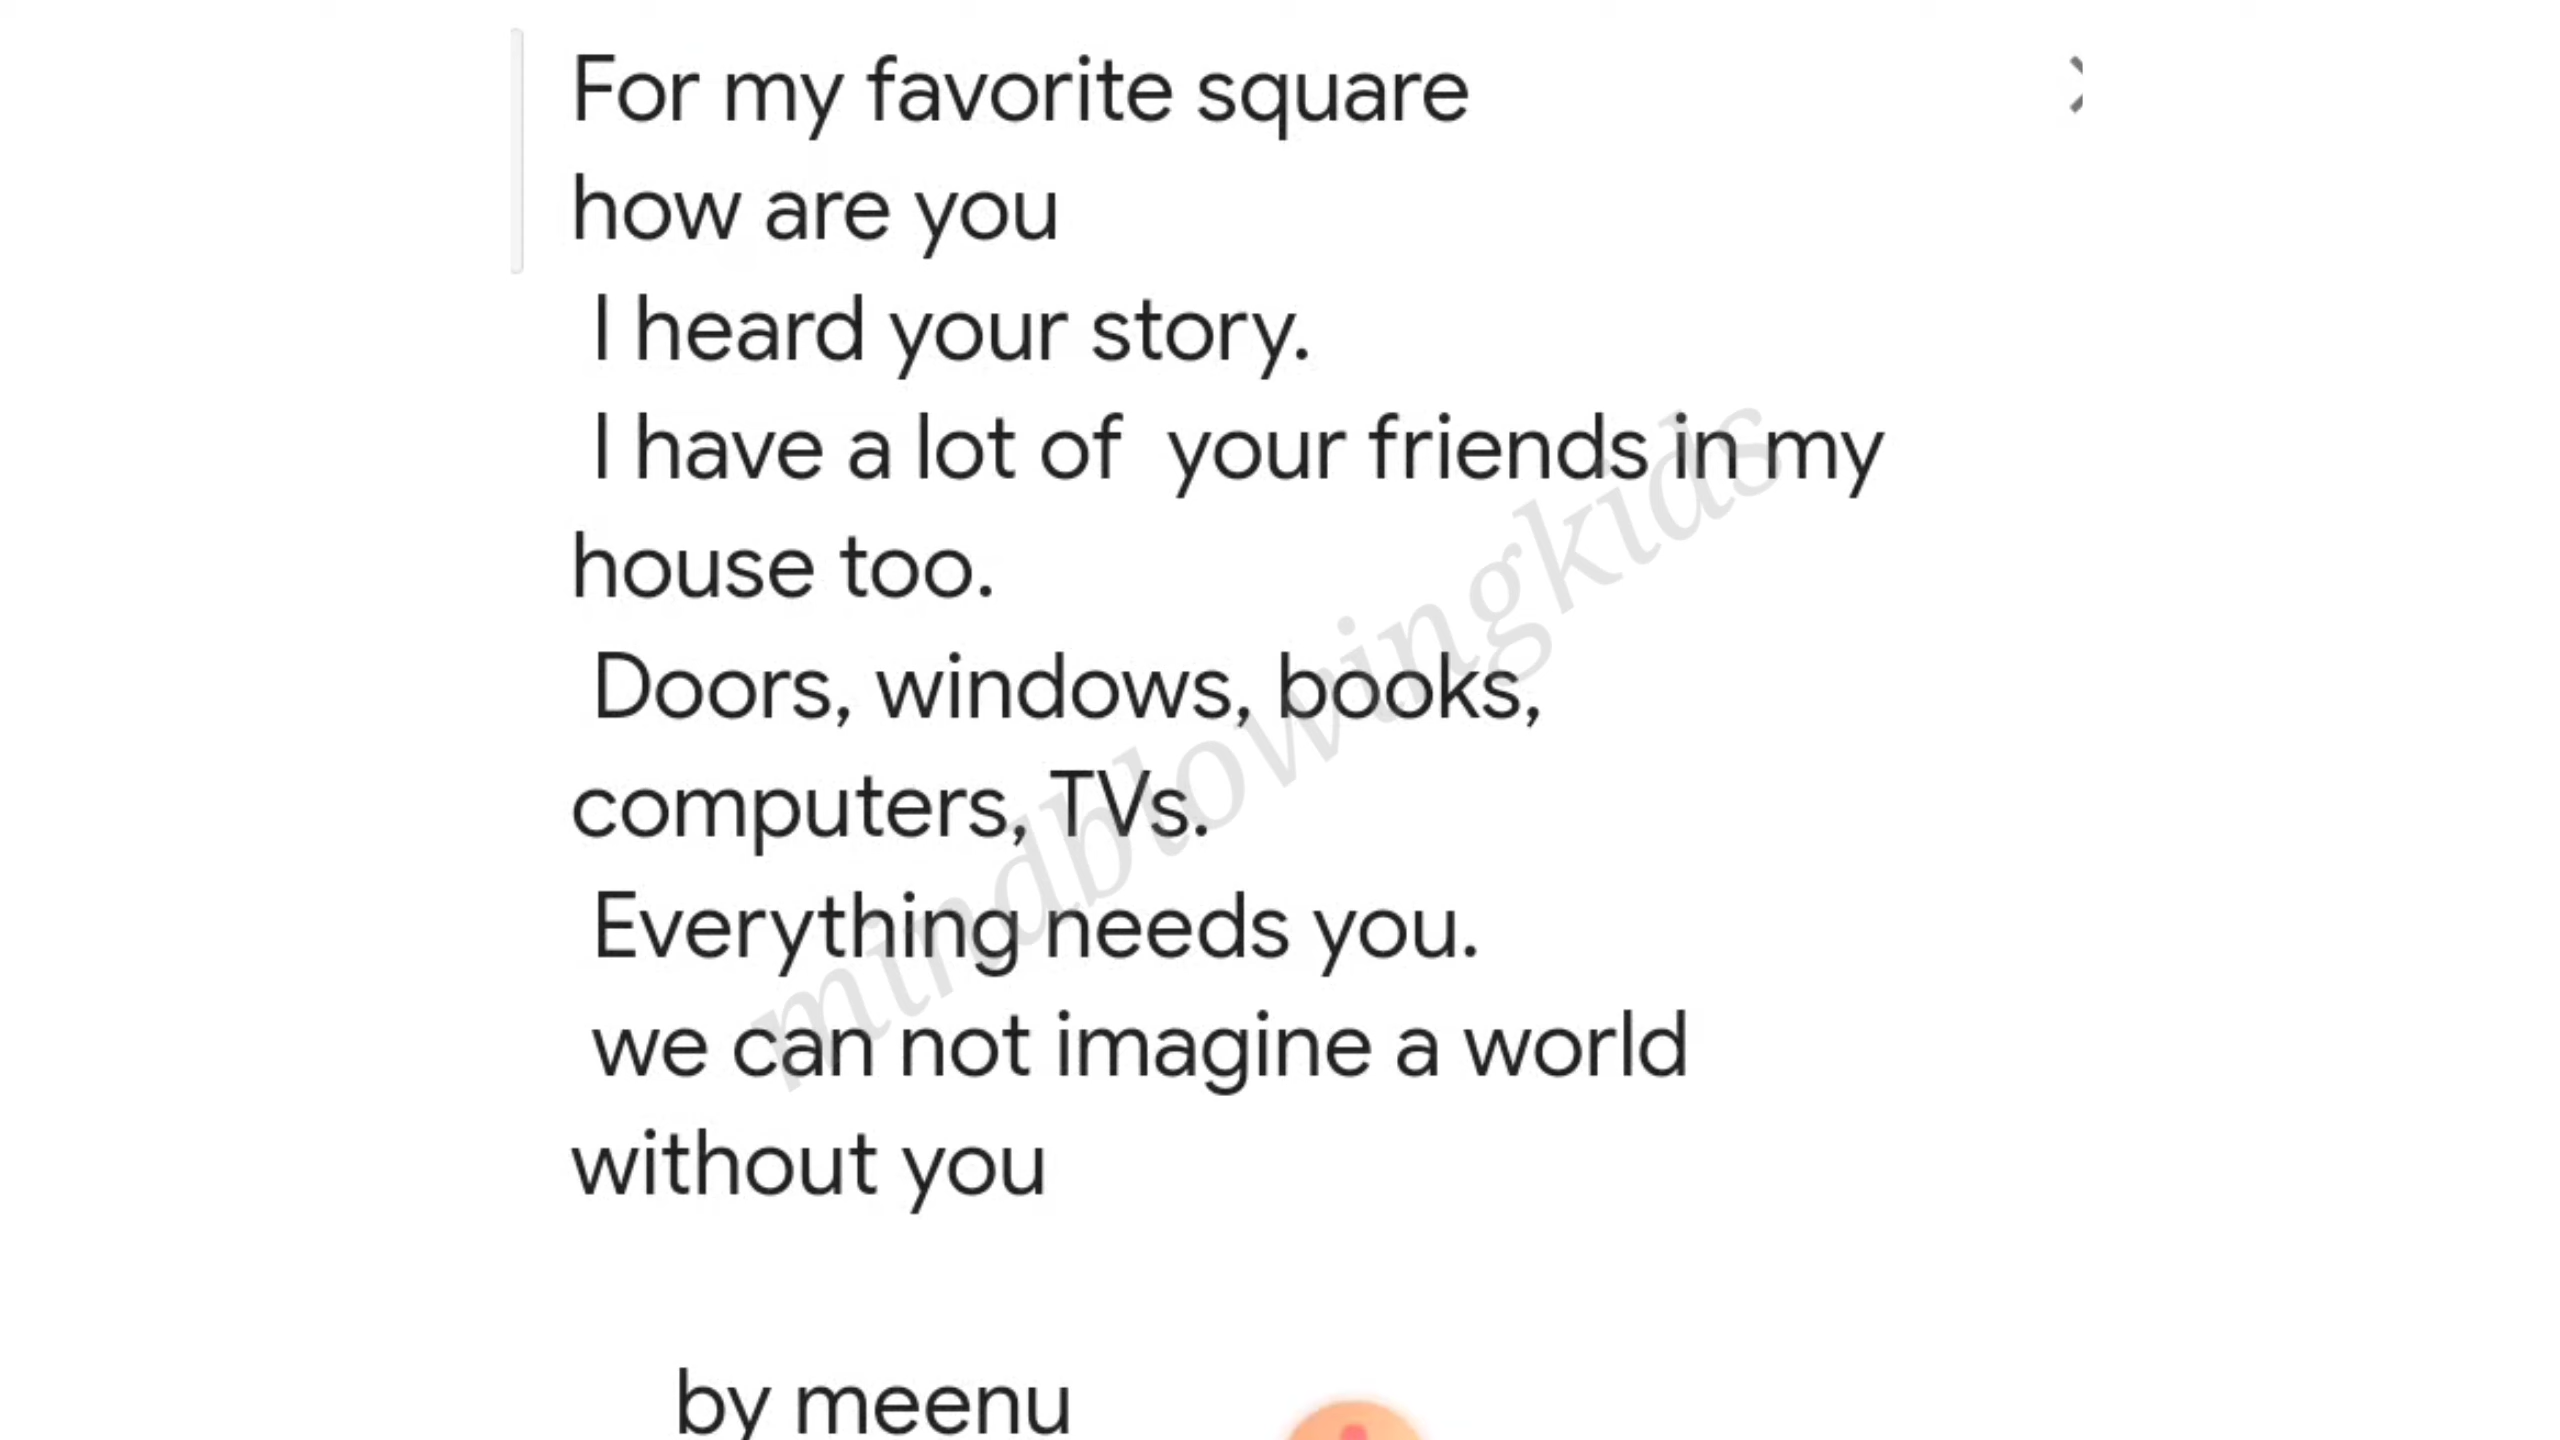 For my favorite square
how are you
I heard your story.
I have a lot of  your friends in my
house too.
Doors, windows, books,
computers, TVs.
Everything needs you.
we can not imagine a world
without you
by meenu
mindblowingkids